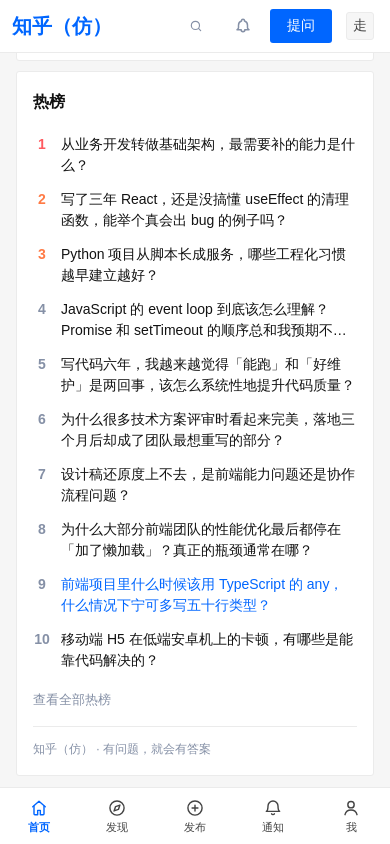 知乎（仿）
提问
走
热榜
1 从业务开发转做基础架构，最需要补的能力是什
么？
2 写了三年 React，还是没搞懂 useEffect 的清理
函数，能举个真会出 bug 的例子吗？
3 Python 项目从脚本长成服务，哪些工程化习惯
越早建立越好？
4 JavaScript 的 event loop 到底该怎么理解？
Promise 和 setTimeout 的顺序总和我预期不…
5 写代码六年，我越来越觉得「能跑」和「好维
护」是两回事，该怎么系统性地提升代码质量？
6 为什么很多技术方案评审时看起来完美，落地三
个月后却成了团队最想重写的部分？
7 设计稿还原度上不去，是前端能力问题还是协作
流程问题？
8 为什么大部分前端团队的性能优化最后都停在
「加了懒加载」？真正的瓶颈通常在哪？
9 前端项目里什么时候该用 TypeScript 的 any，
什么情况下宁可多写五十行类型？
10 移动端 H5 在低端安卓机上的卡顿，有哪些是能
靠代码解决的？
查看全部热榜
知乎（仿） · 有问题，就会有答案
首页 发现 发布 通知 我